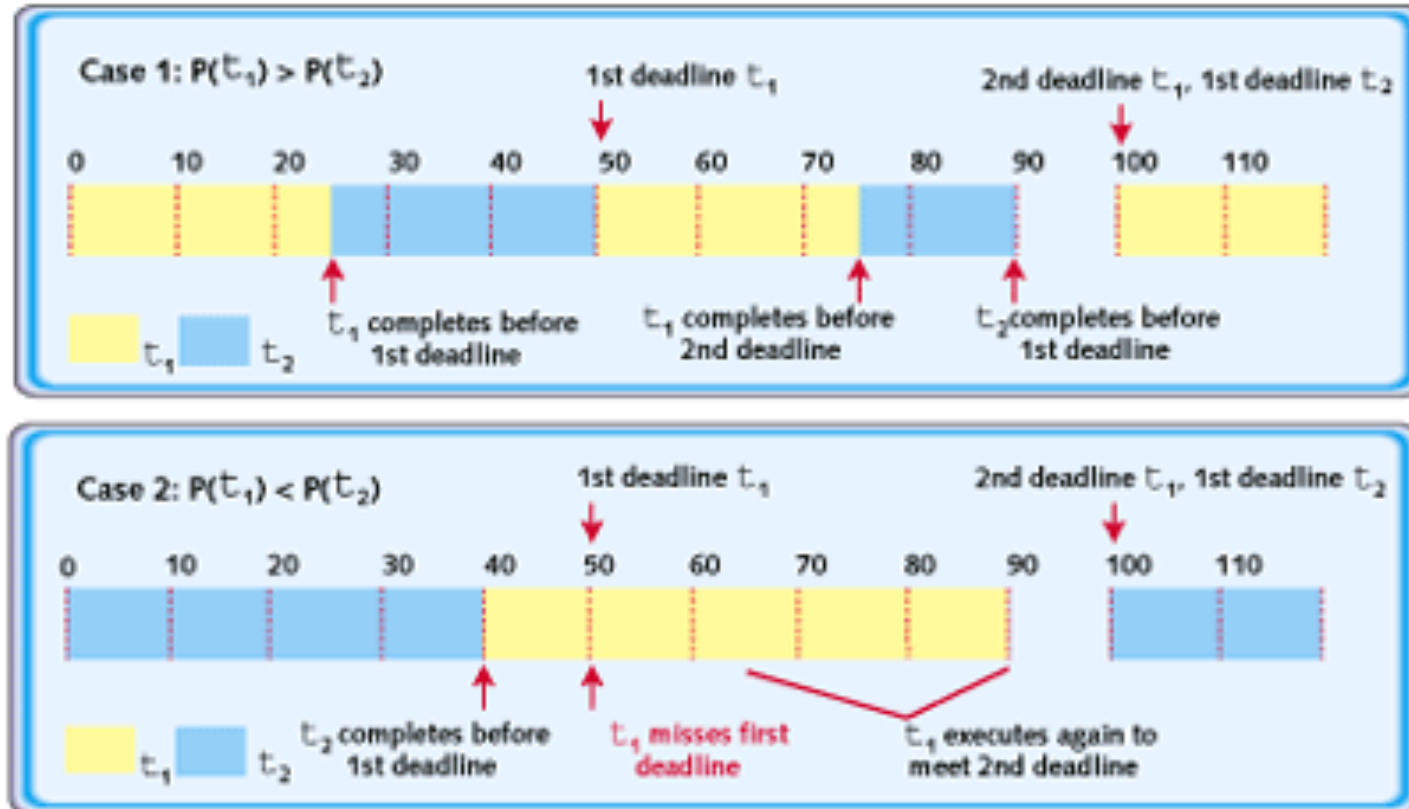 Case 1: P(t₁) > P(t₂)
1st deadline t₁
2nd deadline t₁, 1st deadline t₂
0 10 20 30 40 50 60 70 80 90 100 110
t₁ completes before
1st deadline
t₁ completes before
2nd deadline
t₂completes before
1st deadline
t₁ t₂
Case 2: P(t₁) < P(t₂)
1st deadline t₁
2nd deadline t₁, 1st deadline t₂
0 10 20 30 40 50 60 70 80 90 100 110
t₂ completes before
1st deadline
t₁ misses first
deadline
t₁ executes again to
meet 2nd deadline
t₁ t₂